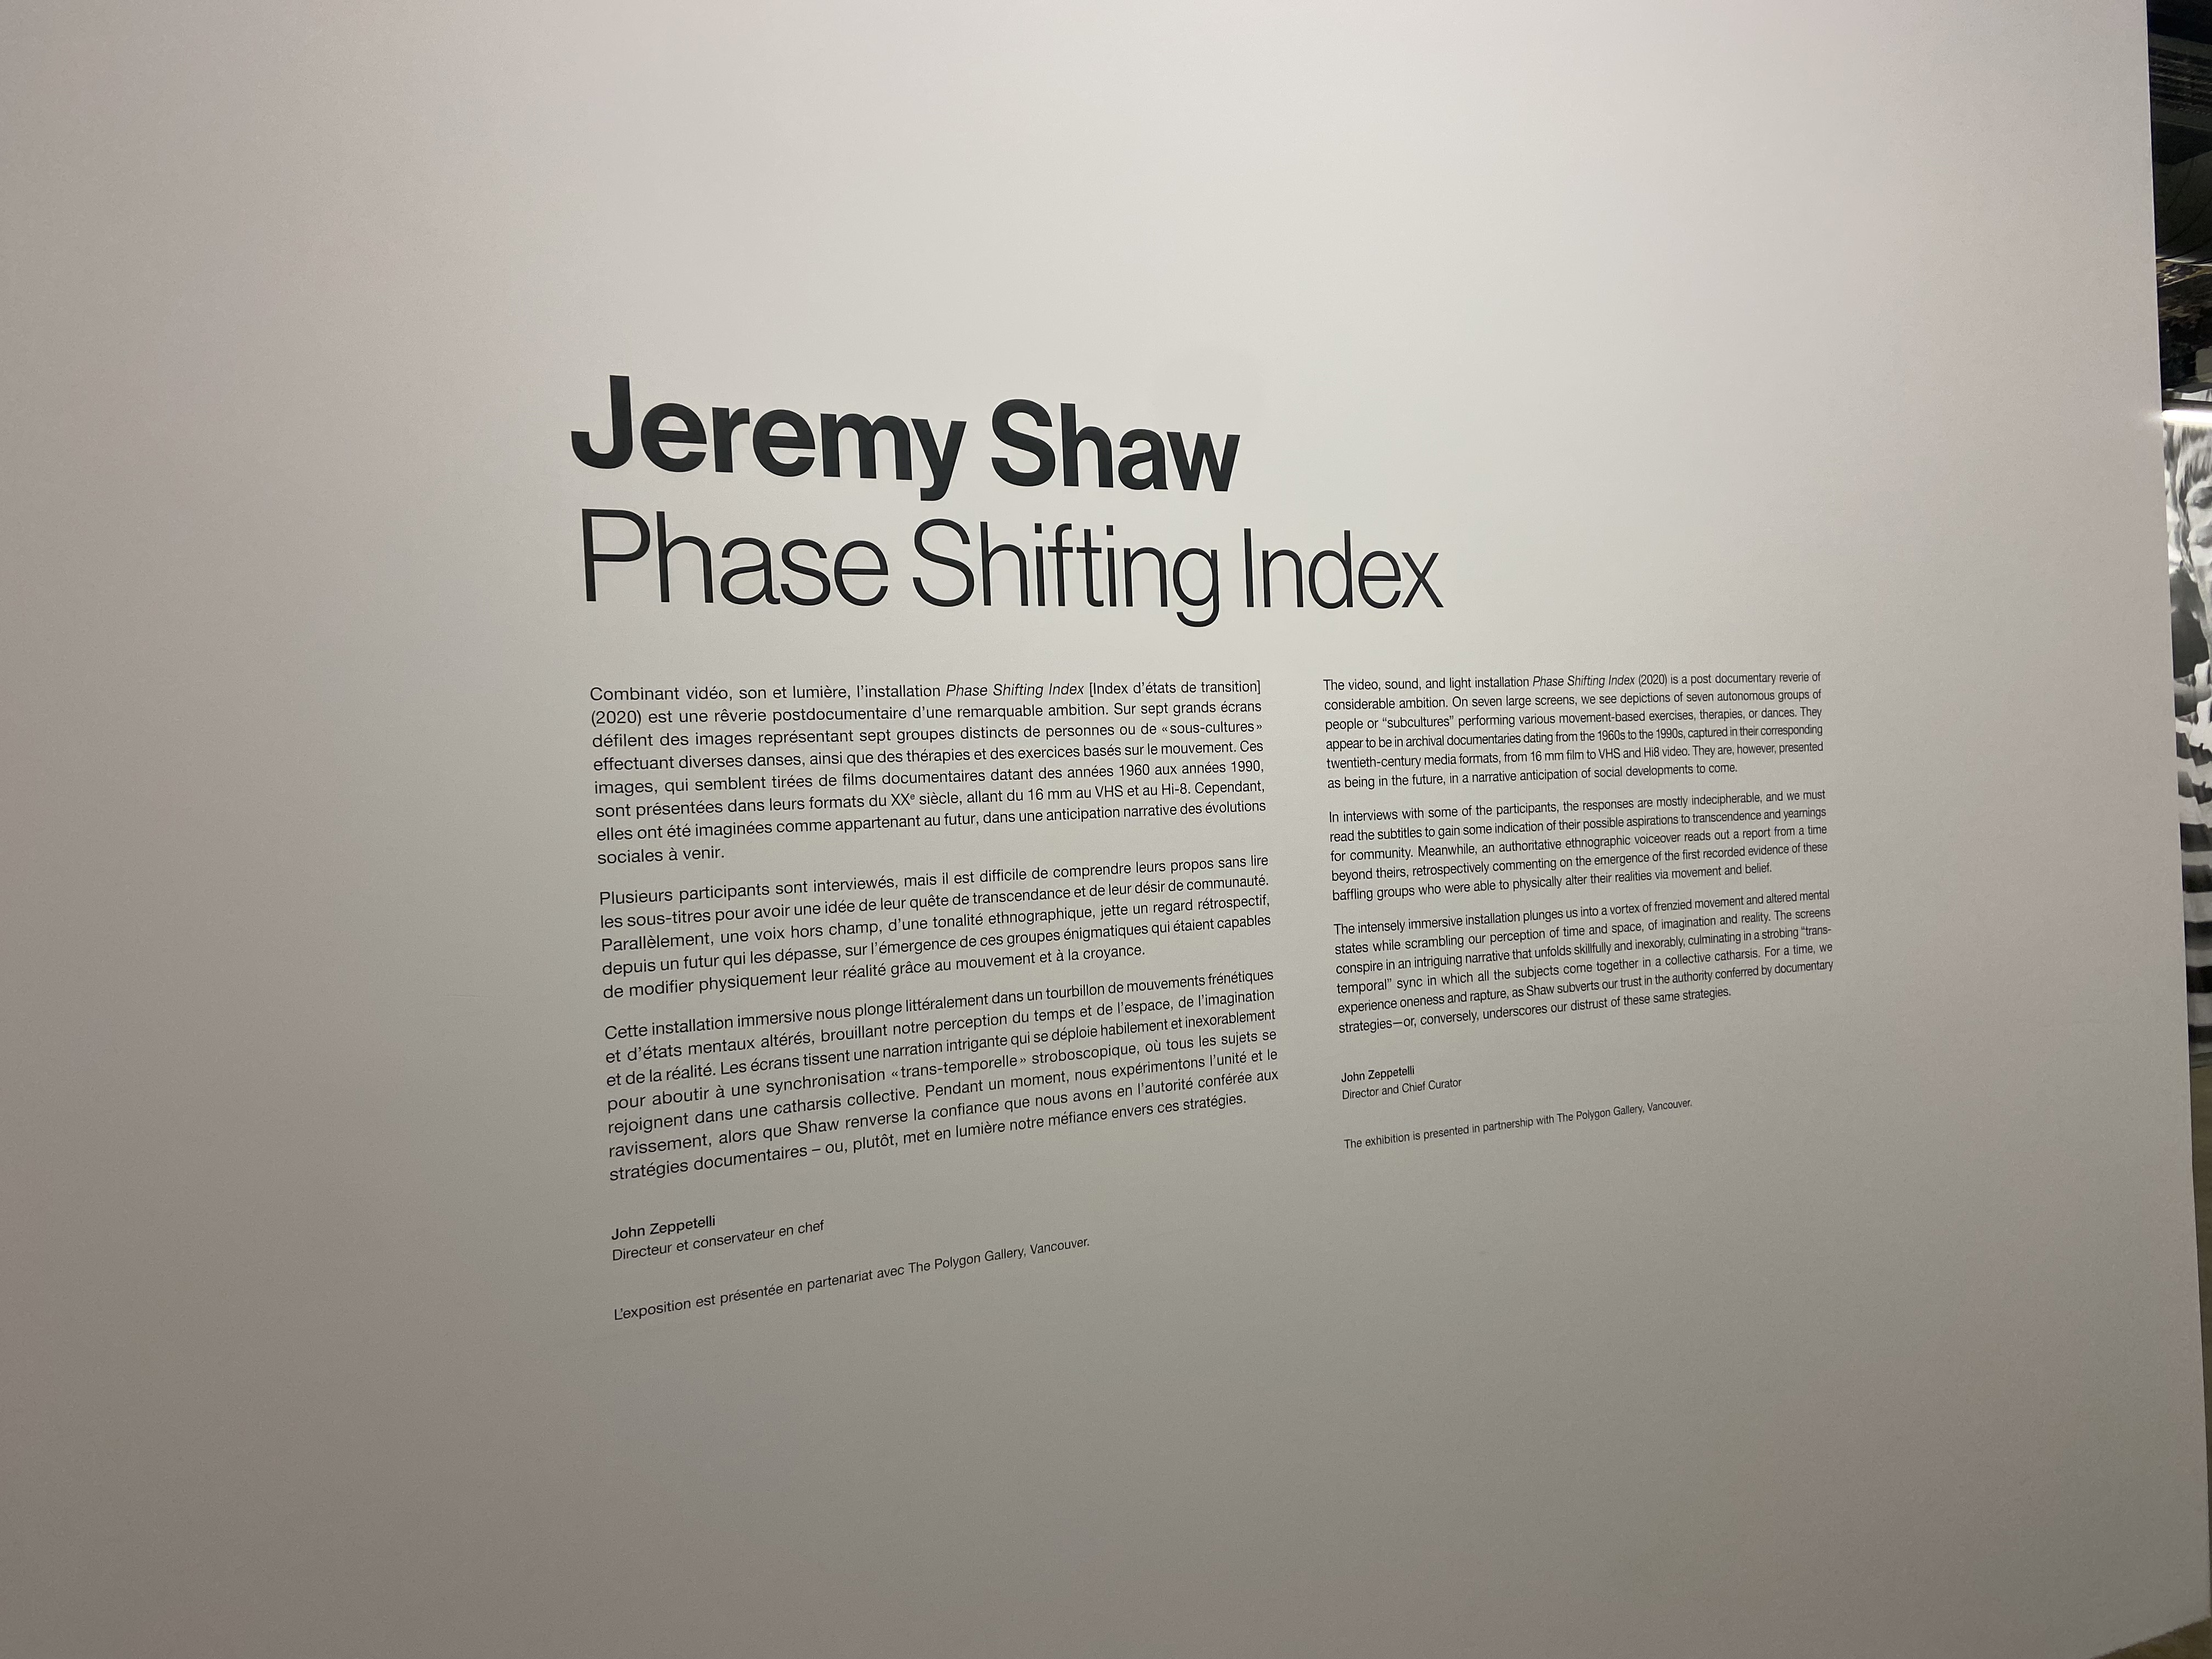 Jeremy Shaw
Phase Shifting Index
Combinant vidéo, son et lumière, l'installation Phase Shifting Index [Index d'états de transition]
(2020) est une rêverie postdocumentaire d'une remarquable ambition. Sur sept grands écrans
défilent des images représentant sept groupes distincts de personnes ou de « sous-cultures »
effectuant diverses danses, ainsi que des thérapies et des exercices basés sur le mouvement. Ces
images, qui semblent tirées de films documentaires datant des années 1960 aux années 1990,
sont présentées dans leurs formats du XXe siècle, allant du 16 mm au VHS et au Hi-8. Cependant,
elles ont été imaginées comme appartenant au futur, dans une anticipation narrative des évolutions
sociales à venir.
Plusieurs participants sont interviewés, mais il est difficile de comprendre leurs propos sans lire
les sous-titres pour avoir une idée de leur quête de transcendance et de leur désir de communauté.
Parallèlement, une voix hors champ, d'une tonalité ethnographique, jette un regard rétrospectif,
depuis un futur qui les dépasse, sur l'émergence de ces groupes énigmatiques qui étaient capables
de modifier physiquement leur réalité grâce au mouvement et à la croyance.
Cette installation immersive nous plonge littéralement dans un tourbillon de mouvements frénétiques
et d'états mentaux altérés, brouillant notre perception du temps et de l'espace, de l'imagination
et de la réalité. Les écrans tissent une narration intrigante qui se déploie habilement et inexorablement
pour aboutir à une synchronisation « trans-temporelle » stroboscopique, où tous les sujets se
rejoignent dans une catharsis collective. Pendant un moment, nous expérimentons l'unité et le
ravissement, alors que Shaw renverse la confiance que nous avons en l'autorité conférée aux
stratégies documentaires – ou, plutôt, met en lumière notre méfiance envers ces stratégies.
John Zeppetelli
Directeur et conservateur en chef
L'exposition est présentée en partenariat avec The Polygon Gallery, Vancouver.
The video, sound, and light installation Phase Shifting Index (2020) is a post documentary reverie of
considerable ambition. On seven large screens, we see depictions of seven autonomous groups of
people or "subcultures" performing various movement-based exercises, therapies, or dances. They
appear to be in archival documentaries dating from the 1960s to the 1990s, captured in their corresponding
twentieth-century media formats, from 16 mm film to VHS and Hi8 video. They are, however, presented
as being in the future, in a narrative anticipation of social developments to come.
In interviews with some of the participants, the responses are mostly indecipherable, and we must
read the subtitles to gain some indication of their possible aspirations to transcendence and yearnings
for community. Meanwhile, an authoritative ethnographic voiceover reads out a report from a time
beyond theirs, retrospectively commenting on the emergence of the first recorded evidence of these
baffling groups who were able to physically alter their realities via movement and belief.
The intensely immersive installation plunges us into a vortex of frenzied movement and altered mental
states while scrambling our perception of time and space, of imagination and reality. The screens
conspire in an intriguing narrative that unfolds skillfully and inexorably, culminating in a strobing "trans-
temporal" sync in which all the subjects come together in a collective catharsis. For a time, we
experience oneness and rapture, as Shaw subverts our trust in the authority conferred by documentary
strategies—or, conversely, underscores our distrust of these same strategies.
John Zeppetelli
Director and Chief Curator
The exhibition is presented in partnership with The Polygon Gallery, Vancouver.